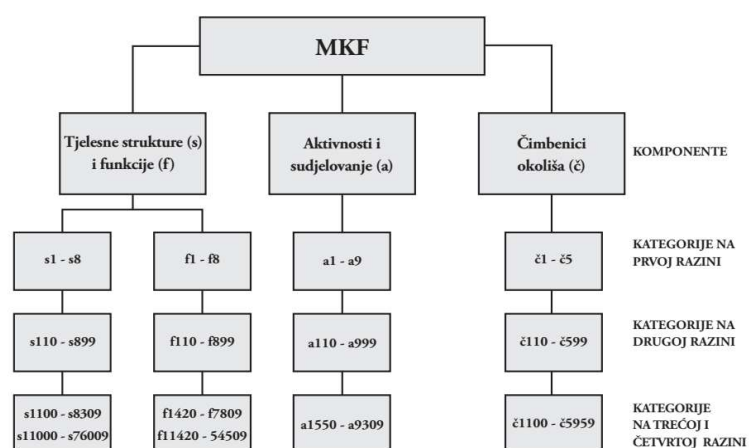 MKF
Tjelesne strukture (s)
i funkcije (f)
Aktivnosti i
sudjelovanje (a)
Čimbenici
okoliša (č)
KOMPONENTE
s1 - s8
f1 - f8
a1 - a9
č1 - č5
KATEGORIJE NA
PRVOJ RAZINI
s110 - s899
f110 - f899
a110 - a999
č110 - č599
KATEGORIJE NA
DRUGOJ RAZINI
s1100 - s8309
s11000 - s76009
f1420 - f7809
f11420 - 54509
a1550 - a9309
č1100 - č5959
KATEGORIJE
NA TREĆOJ I
ČETVRTOJ RAZINI